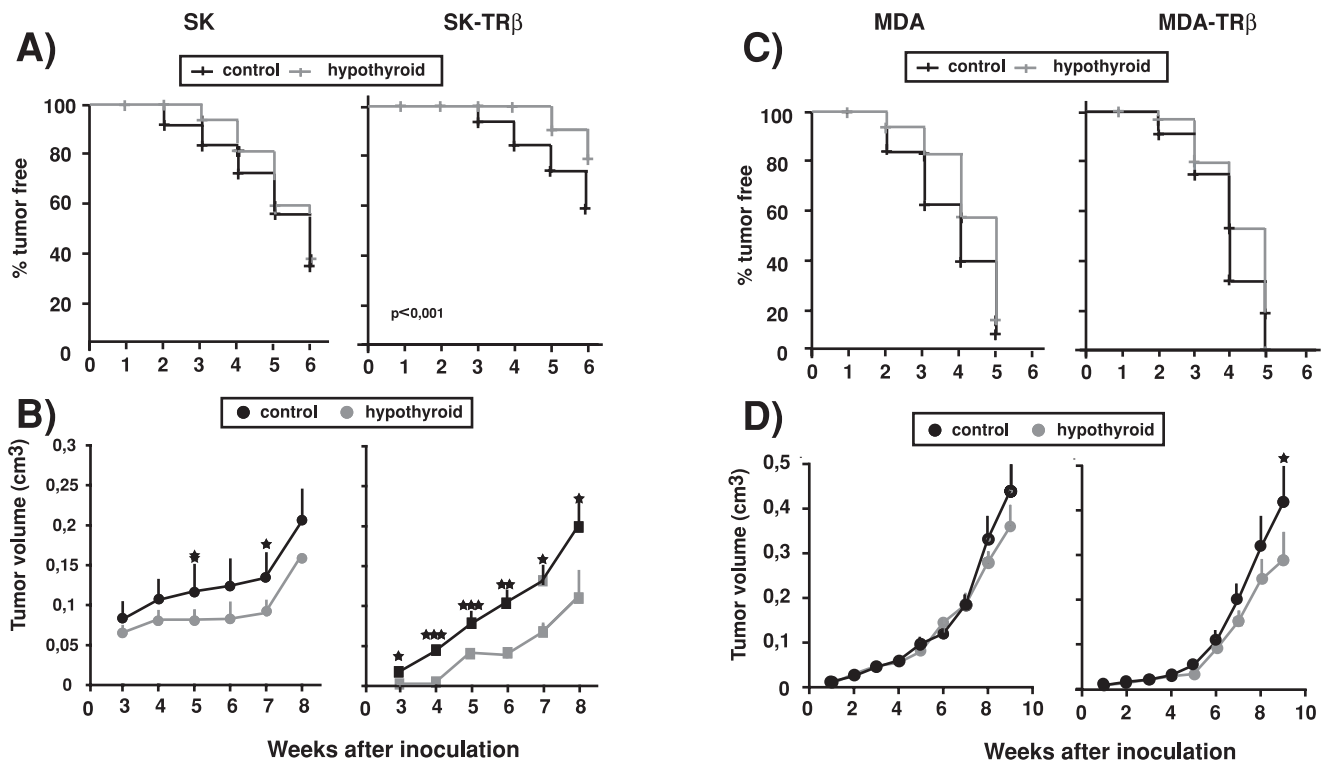 SK
SK-TRβ
A)
control hypothyroid
% tumor free
100
80
60
40
20
0
0 1 2 3 4 5 6
p<0,001
0 1 2 3 4 5 6
B)
control hypothyroid
Tumor volume (cm3)
0,3
0,25
0,2
0,15
0,1
0,05
0
0 3 4 5 6 7 8
0 3 4 5 6 7 8
Weeks after inoculation
MDA
MDA-TRβ
C)
control hypothyroid
% tumor free
100
80
60
40
20
0
0 1 2 3 4 5 6
0 1 2 3 4 5 6
D)
control hypothyroid
Tumor volume (cm3)
0,5
0,4
0,3
0,2
0,1
0
0 2 4 6 8 10
0 2 4 6 8 10
Weeks after inoculation